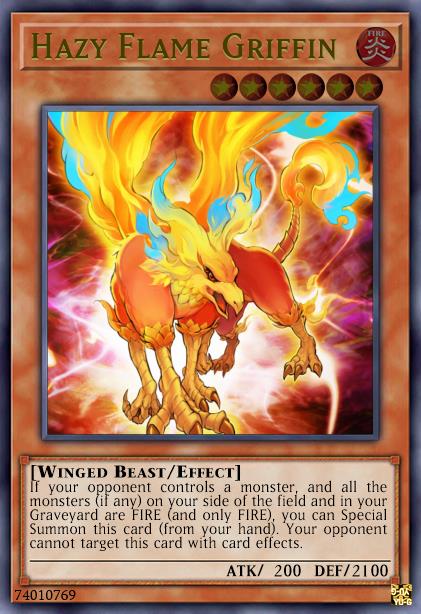 Hazy Flame Griffin
FIRE
炎
[Winged Beast/Effect]
If your opponent controls a monster, and all the
monsters (if any) on your side of the field and in your
Graveyard are FIRE (and only FIRE), you can Special
Summon this card (from your hand). Your opponent
cannot target this card with card effects.
ATK/ 200 DEF/2100
74010769